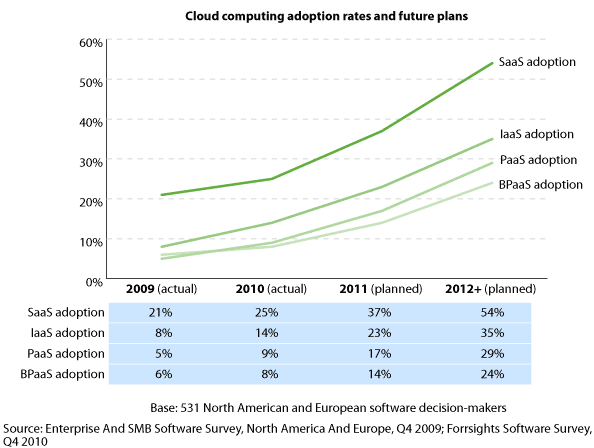 Cloud computing adoption rates and future plans
60%
50%
40%
30%
20%
10%
0%
SaaS adoption
IaaS adoption
PaaS adoption
BPaaS adoption
2009 (actual) 2010 (actual) 2011 (planned) 2012+ (planned)
SaaS adoption 21% 25% 37% 54%
IaaS adoption 8% 14% 23% 35%
PaaS adoption 5% 9% 17% 29%
BPaaS adoption 6% 8% 14% 24%
Base: 531 North American and European software decision-makers
Source: Enterprise And SMB Software Survey, North America And Europe, Q4 2009; Forrsights Software Survey,
Q4 2010